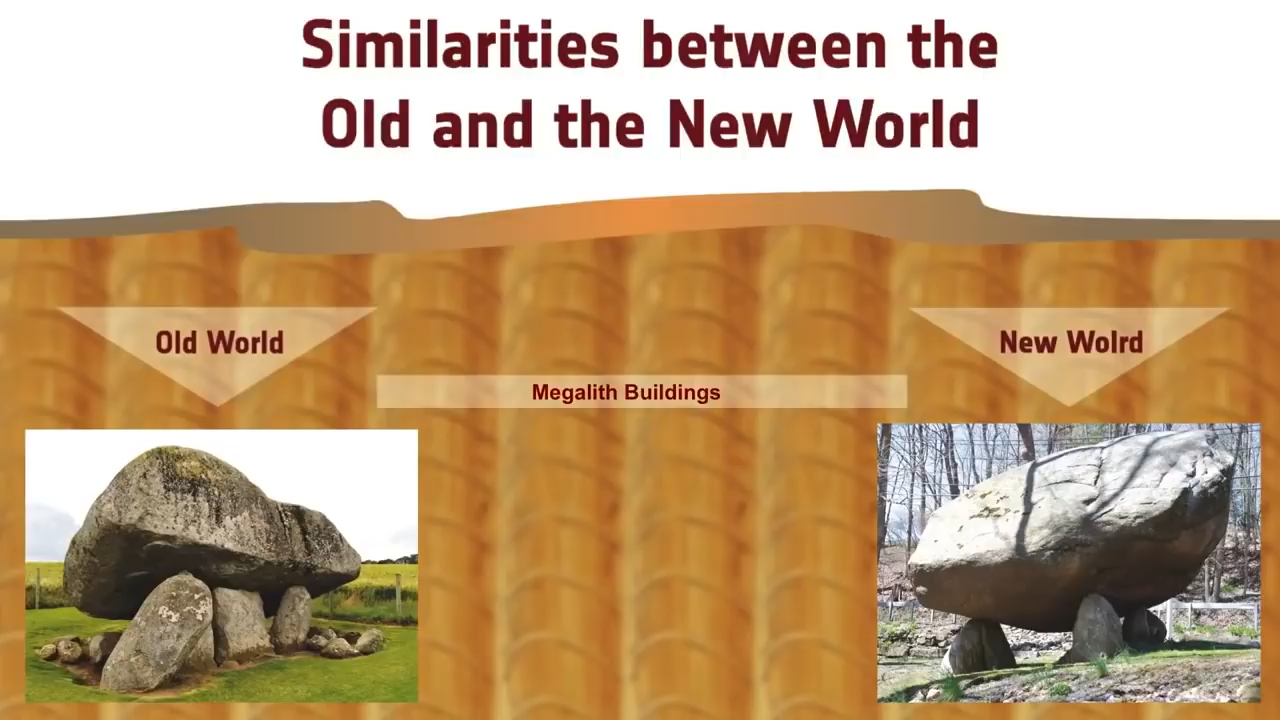 Similarities between the
Old and the New World
Old World
New Wolrd
Megalith Buildings